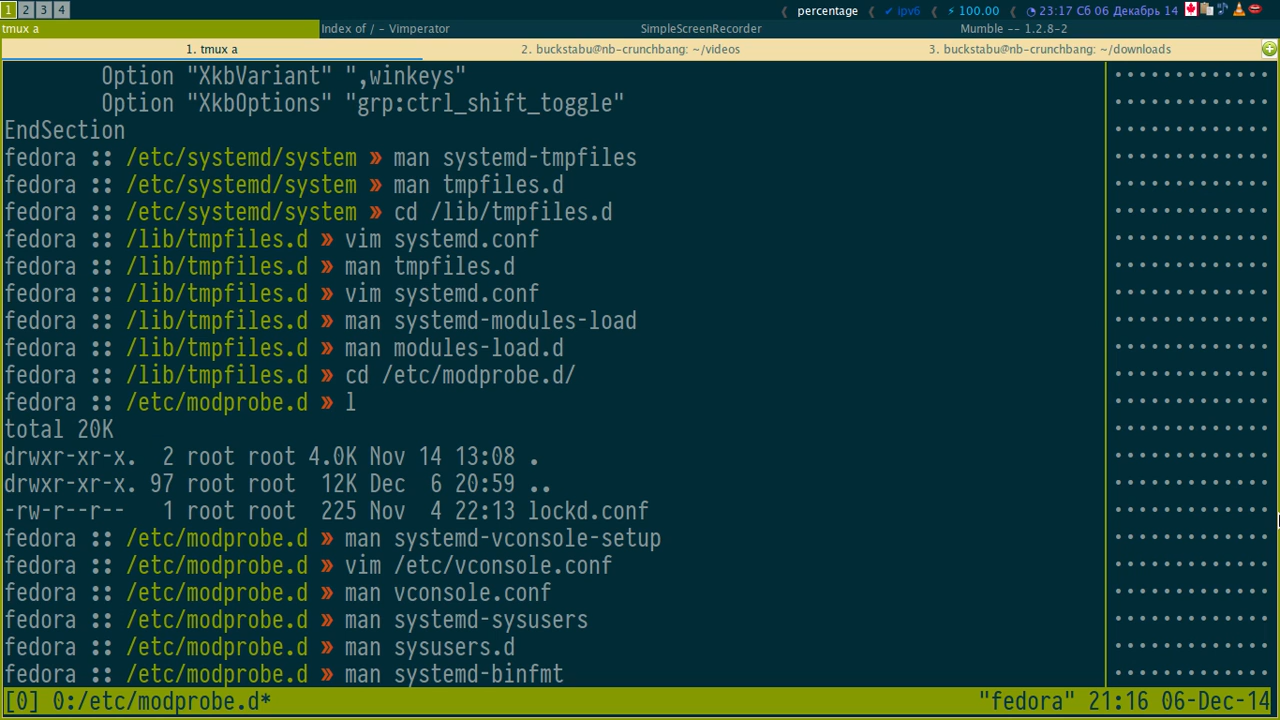 1 2 3 4 percentage ✔ ipv6 ⚡ 100.00 23:17 Сб 06 Декабрь 14
tmux a Index of / - Vimperator SimpleScreenRecorder Mumble -- 1.2.8-2
1. tmux a 2. buckstabu@nb-crunchbang: ~/videos 3. buckstabu@nb-crunchbang: ~/downloads
Option "XkbVariant" ",winkeys"
Option "XkbOptions" "grp:ctrl_shift_toggle"
EndSection
fedora :: /etc/systemd/system » man systemd-tmpfiles
fedora :: /etc/systemd/system » man tmpfiles.d
fedora :: /etc/systemd/system » cd /lib/tmpfiles.d
fedora :: /lib/tmpfiles.d » vim systemd.conf
fedora :: /lib/tmpfiles.d » man tmpfiles.d
fedora :: /lib/tmpfiles.d » vim systemd.conf
fedora :: /lib/tmpfiles.d » man systemd-modules-load
fedora :: /lib/tmpfiles.d » man modules-load.d
fedora :: /lib/tmpfiles.d » cd /etc/modprobe.d/
fedora :: /etc/modprobe.d » l
total 20K
drwxr-xr-x. 2 root root 4.0K Nov 14 13:08 .
drwxr-xr-x. 97 root root 12K Dec 6 20:59 ..
-rw-r--r-- 1 root root 225 Nov 4 22:13 lockd.conf
fedora :: /etc/modprobe.d » man systemd-vconsole-setup
fedora :: /etc/modprobe.d » vim /etc/vconsole.conf
fedora :: /etc/modprobe.d » man vconsole.conf
fedora :: /etc/modprobe.d » man systemd-sysusers
fedora :: /etc/modprobe.d » man sysusers.d
fedora :: /etc/modprobe.d » man systemd-binfmt
[0] 0:/etc/modprobe.d* "fedora" 21:16 06-Dec-14